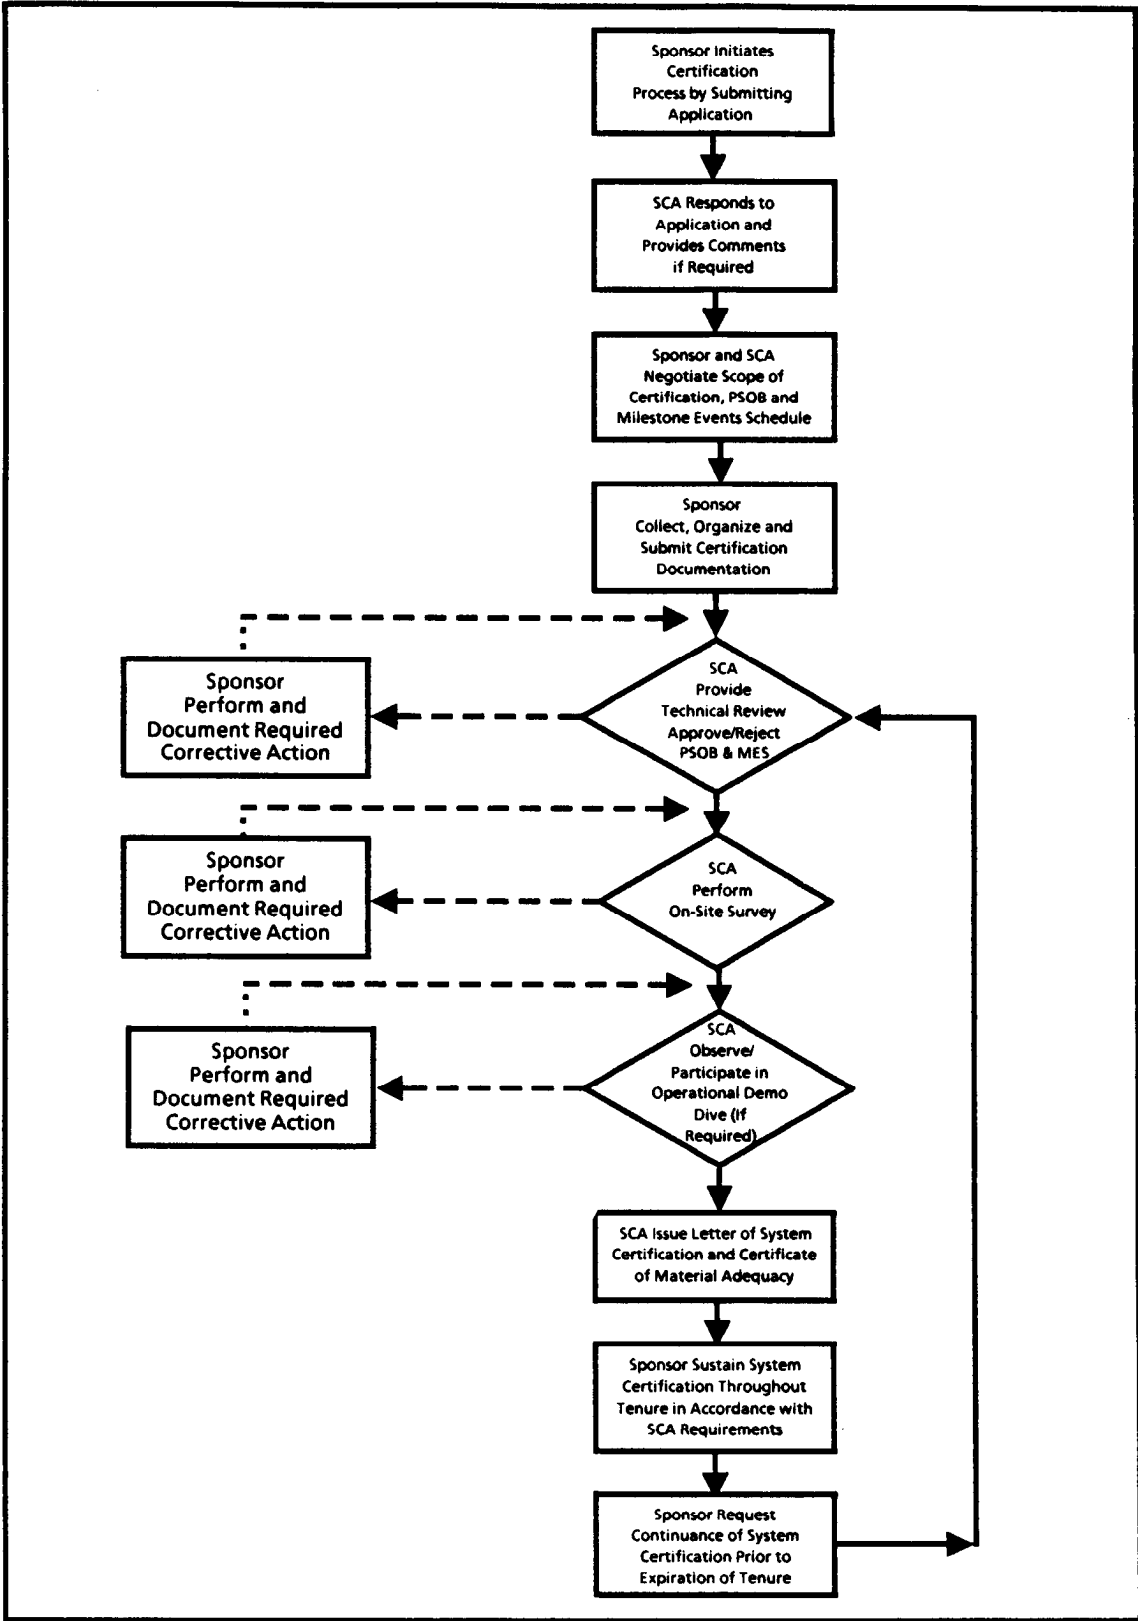 Sponsor Initiates
Certification
Process by Submitting
Application
SCA Responds to
Application and
Provides Comments
if Required
Sponsor and SCA
Negotiate Scope of
Certification, PSOB and
Milestone Events Schedule
Sponsor
Collect, Organize and
Submit Certification
Documentation
SCA
Provide
Technical Review
Approve/Reject
PSOB & MES
Sponsor
Perform and
Document Required
Corrective Action
SCA
Perform
On-Site Survey
Sponsor
Perform and
Document Required
Corrective Action
SCA
Observe/
Participate in
Operational Demo
Dive (If
Required)
Sponsor
Perform and
Document Required
Corrective Action
SCA Issue Letter of System
Certification and Certificate
of Material Adequacy
Sponsor Sustain System
Certification Throughout
Tenure in Accordance with
SCA Requirements
Sponsor Request
Continuance of System
Certification Prior to
Expiration of Tenure